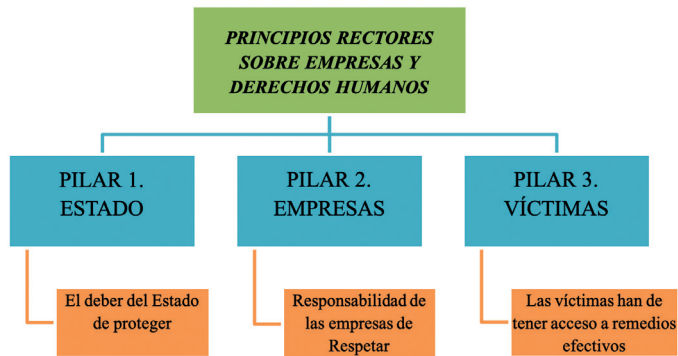 PRINCIPIOS RECTORES
SOBRE EMPRESAS Y
DERECHOS HUMANOS
PILAR 1.
ESTADO
PILAR 2.
EMPRESAS
PILAR 3.
VÍCTIMAS
El deber del Estado
de proteger
Responsabilidad de
las empresas de
Respetar
Las víctimas han de
tener acceso a remedios
efectivos